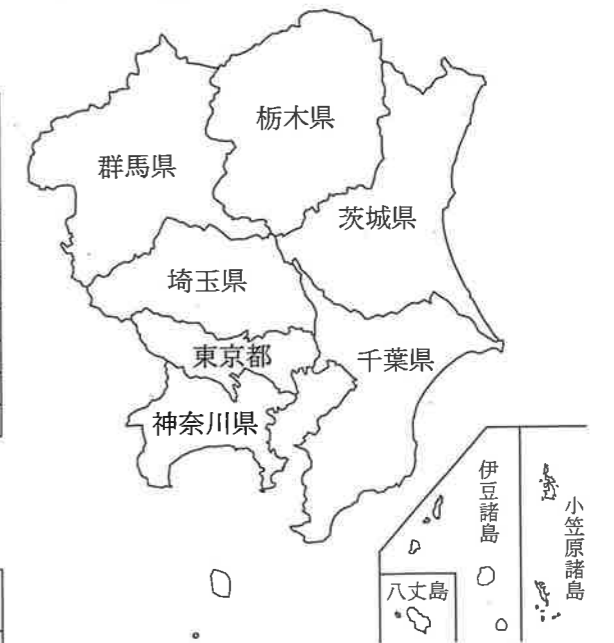 栃木県
群馬県
茨城県
埼玉県
東京都
千葉県
神奈川県
伊豆諸島
小笠原諸島
八丈島